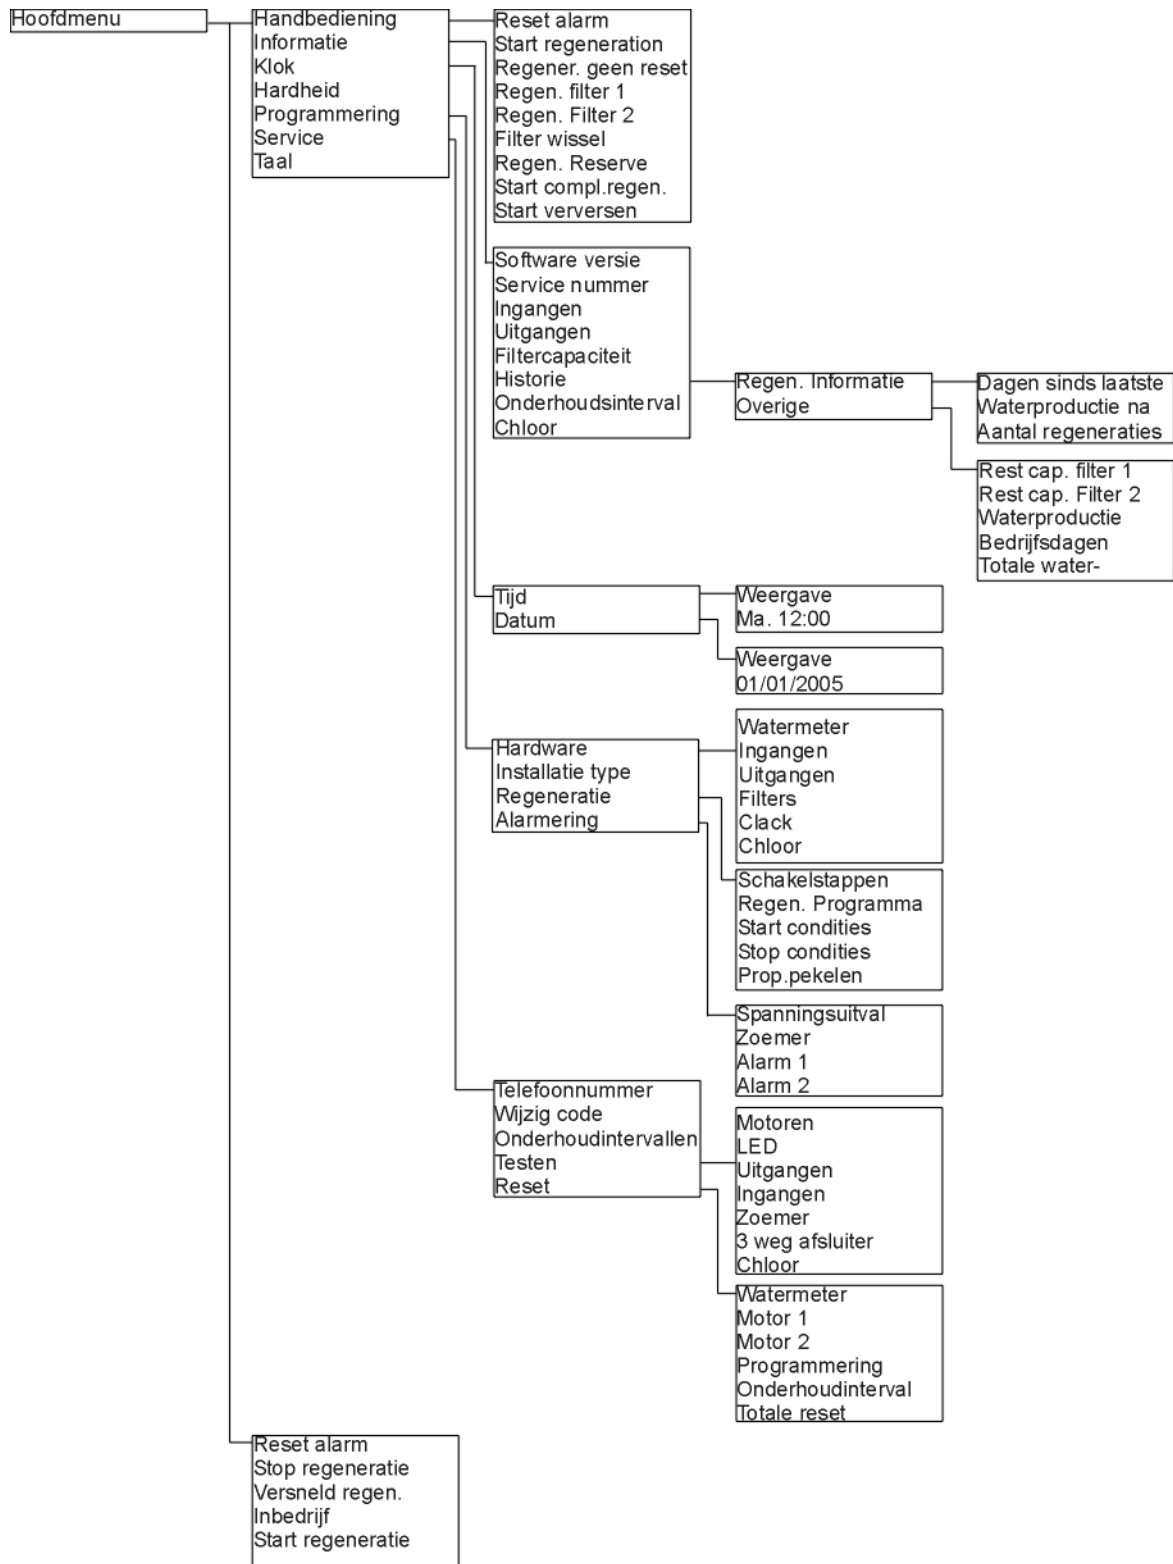 Hoofdmenu
Handbediening
Informatie
Klok
Hardheid
Programmering
Service
Taal
Reset alarm
Start regeneration
Regener. geen reset
Regen. filter 1
Regen. Filter 2
Filter wissel
Regen. Reserve
Start compl.regen.
Start verversen
Software versie
Service nummer
Ingangen
Uitgangen
Filtercapaciteit
Historie
Onderhoudsinterval
Chloor
Regen. Informatie
Overige
Dagen sinds laatste
Waterproductie na
Aantal regeneraties
Rest cap. filter 1
Rest cap. Filter 2
Waterproductie
Bedrijfsdagen
Totale water-
Tijd
Datum
Weergave
Ma. 12:00
Weergave
01/01/2005
Hardware
Installatie type
Regeneratie
Alarmering
Watermeter
Ingangen
Uitgangen
Filters
Clack
Chloor
Schakelstappen
Regen. Programma
Start condities
Stop condities
Prop.pekelen
Spanningsuitval
Zoemer
Alarm 1
Alarm 2
Telefoonnummer
Wijzig code
Onderhoudintervallen
Testen
Reset
Motoren
LED
Uitgangen
Ingangen
Zoemer
3 weg afsluiter
Chloor
Watermeter
Motor 1
Motor 2
Programmering
Onderhoudinterval
Totale reset
Reset alarm
Stop regeneratie
Versneld regen.
Inbedrijf
Start regeneratie